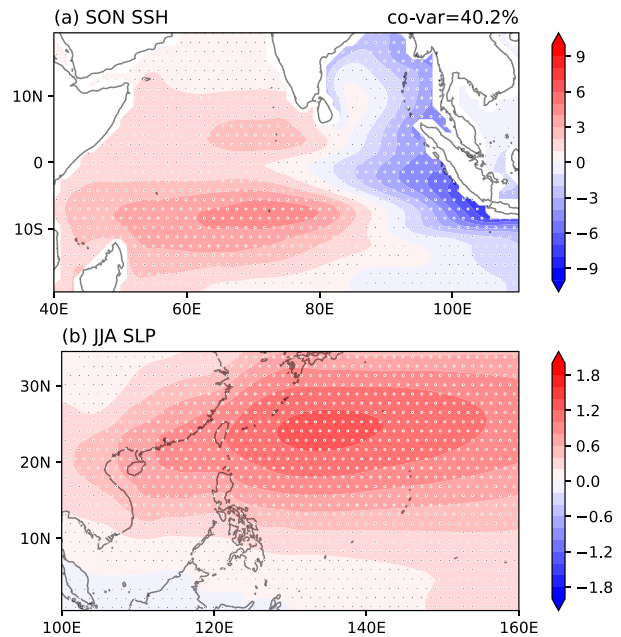 (a) SON SSH co-var=40.2%
10N
0
10S
40E 60E 80E 100E
9
6
3
0
−3
−6
−9
(b) JJA SLP
30N
20N
10N
100E 120E 140E 160E
1.8
1.2
0.6
0.0
−0.6
−1.2
−1.8